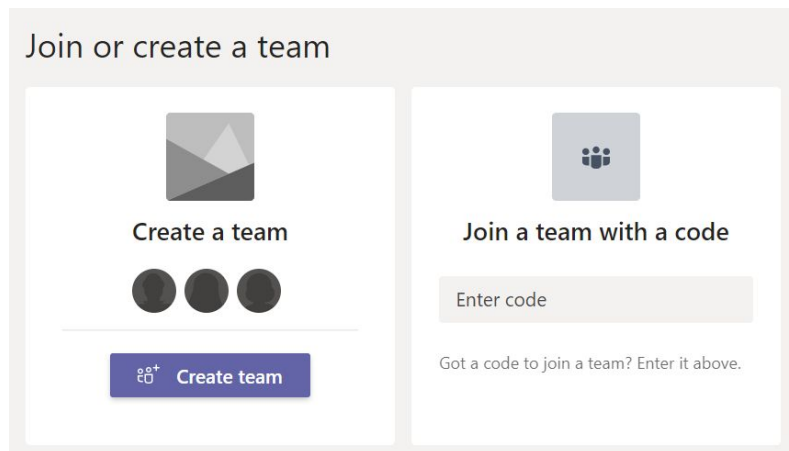 Join or create a team
Create a team
Create team
Join a team with a code
Enter code
Got a code to join a team? Enter it above.